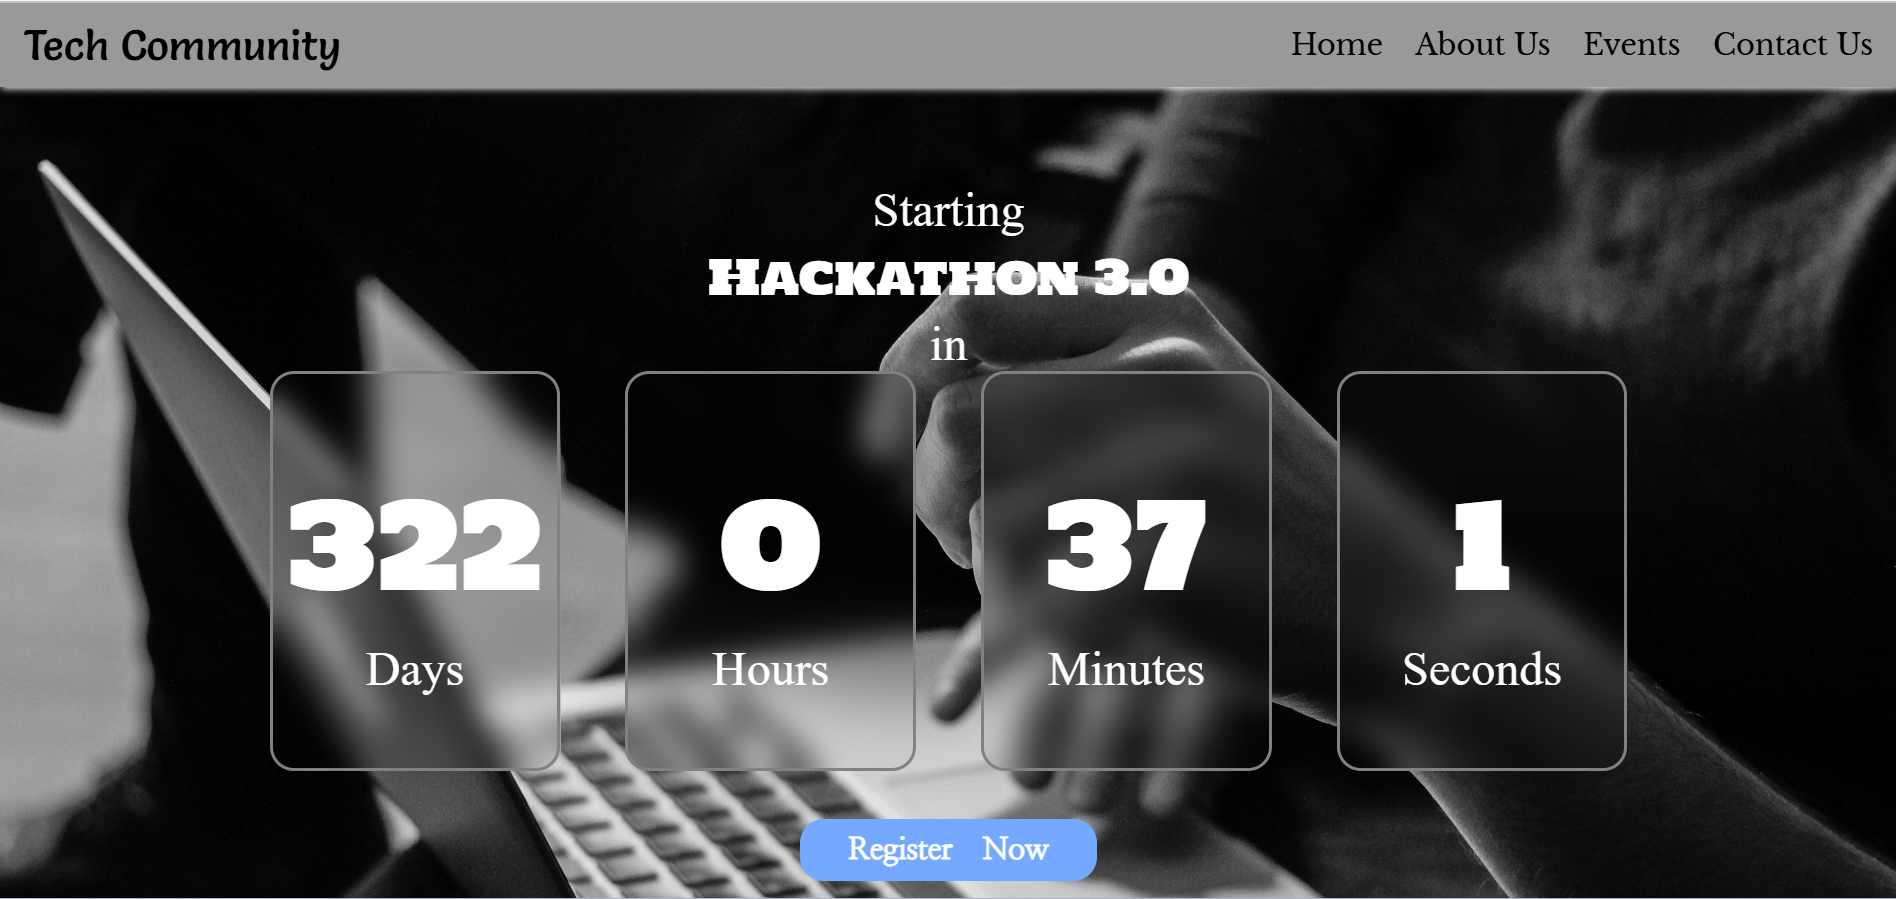 Tech Community Home About Us Events Contact Us
Starting
Hackathon 3.0
in
322 0 37 1
Days Hours Minutes Seconds
Register Now